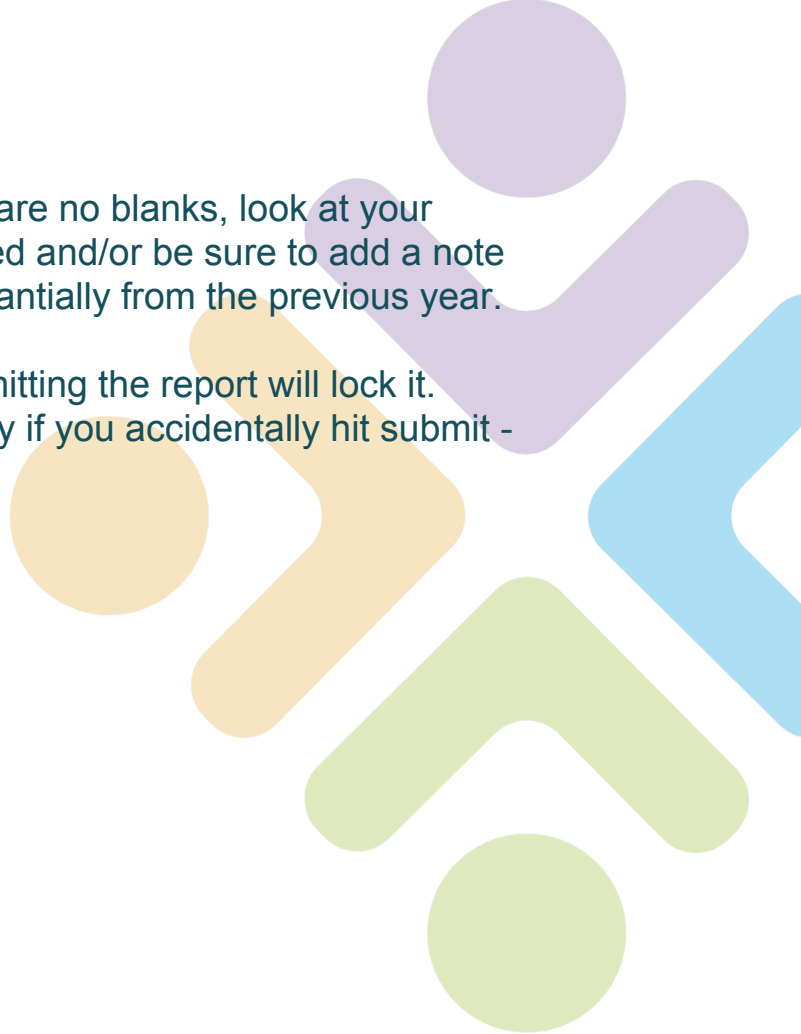 are no blanks, look at your
ed and/or be sure to add a note
antially from the previous year.
nitting the report will lock it.
y if you accidentally hit submit -